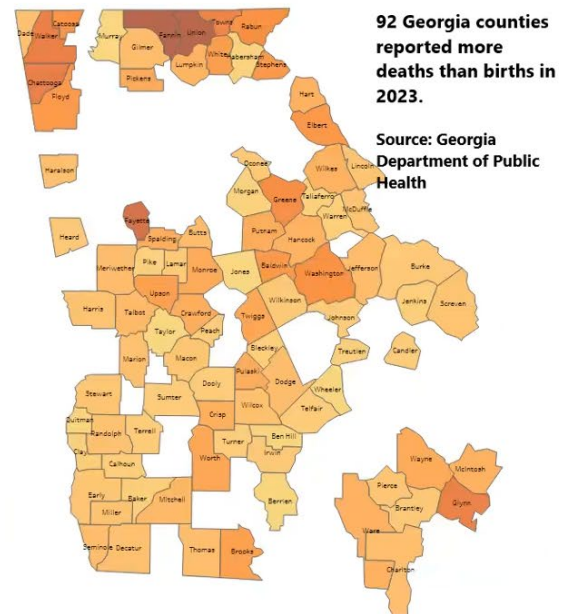 92 Georgia counties
reported more
deaths than births in
2023.
Source: Georgia
Department of Public
Health
Dade
Catoosa
Walker
Murray
Fannin
Union
Towns
Rabun
Gilmer
White
Habersham
Lumpkin
Stephens
Chattooga
Pickens
Floyd
Hart
Elbert
Haralson
Oconee
Wilkes
Lincoln
Morgan
Greene
Taliaferro
McDuffie
Warren
Fayette
Heard
Spalding
Butts
Putnam
Hancock
Pike
Lamar
Meriwether
Monroe
Jones
Baldwin
Washington
Jefferson
Burke
Upson
Wilkinson
Jenkins
Screven
Harris
Talbot
Crawford
Twiggs
Johnson
Taylor
Peach
Bleckley
Treutlen
Candler
Marion
Macon
Pulaski
Dodge
Dooly
Wheeler
Stewart
Sumter
Wilcox
Telfair
Crisp
Quitman
Randolph
Terrell
Turner
Ben Hill
Irwin
Clay
Calhoun
Worth
Wayne
McIntosh
Early
Baker
Mitchell
Berrien
Pierce
Glynn
Miller
Brantley
Ware
Seminole
Decatur
Thomas
Brooks
Charlton